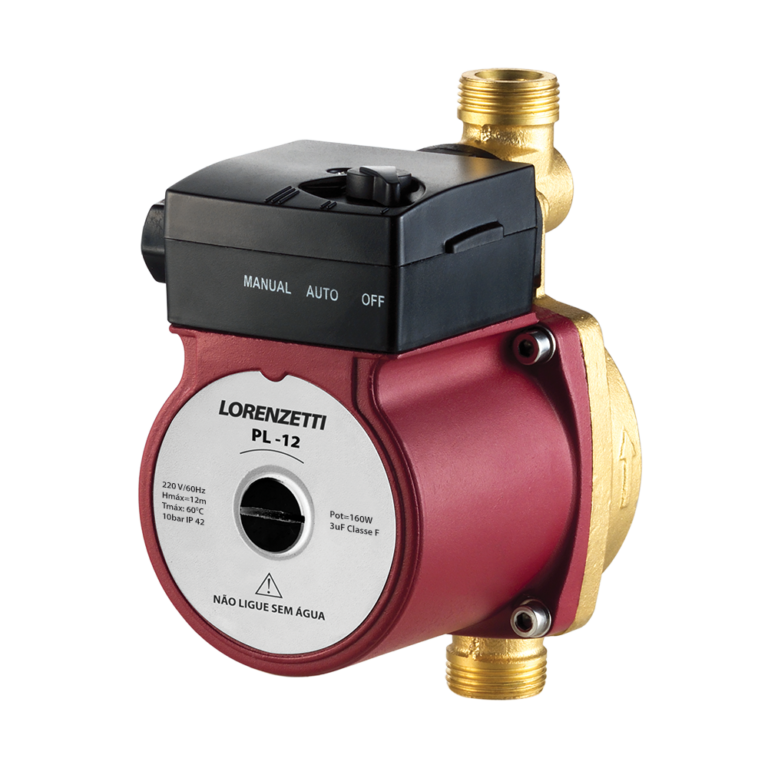 MANUAL AUTO OFF
LORENZETTI
PL -12
220 V/60Hz
Hmáx=12m
Tmáx: 60°C
10bar IP 42
Pot=160W
3uF Classe F
NÃO LIGUE SEM ÁGUA